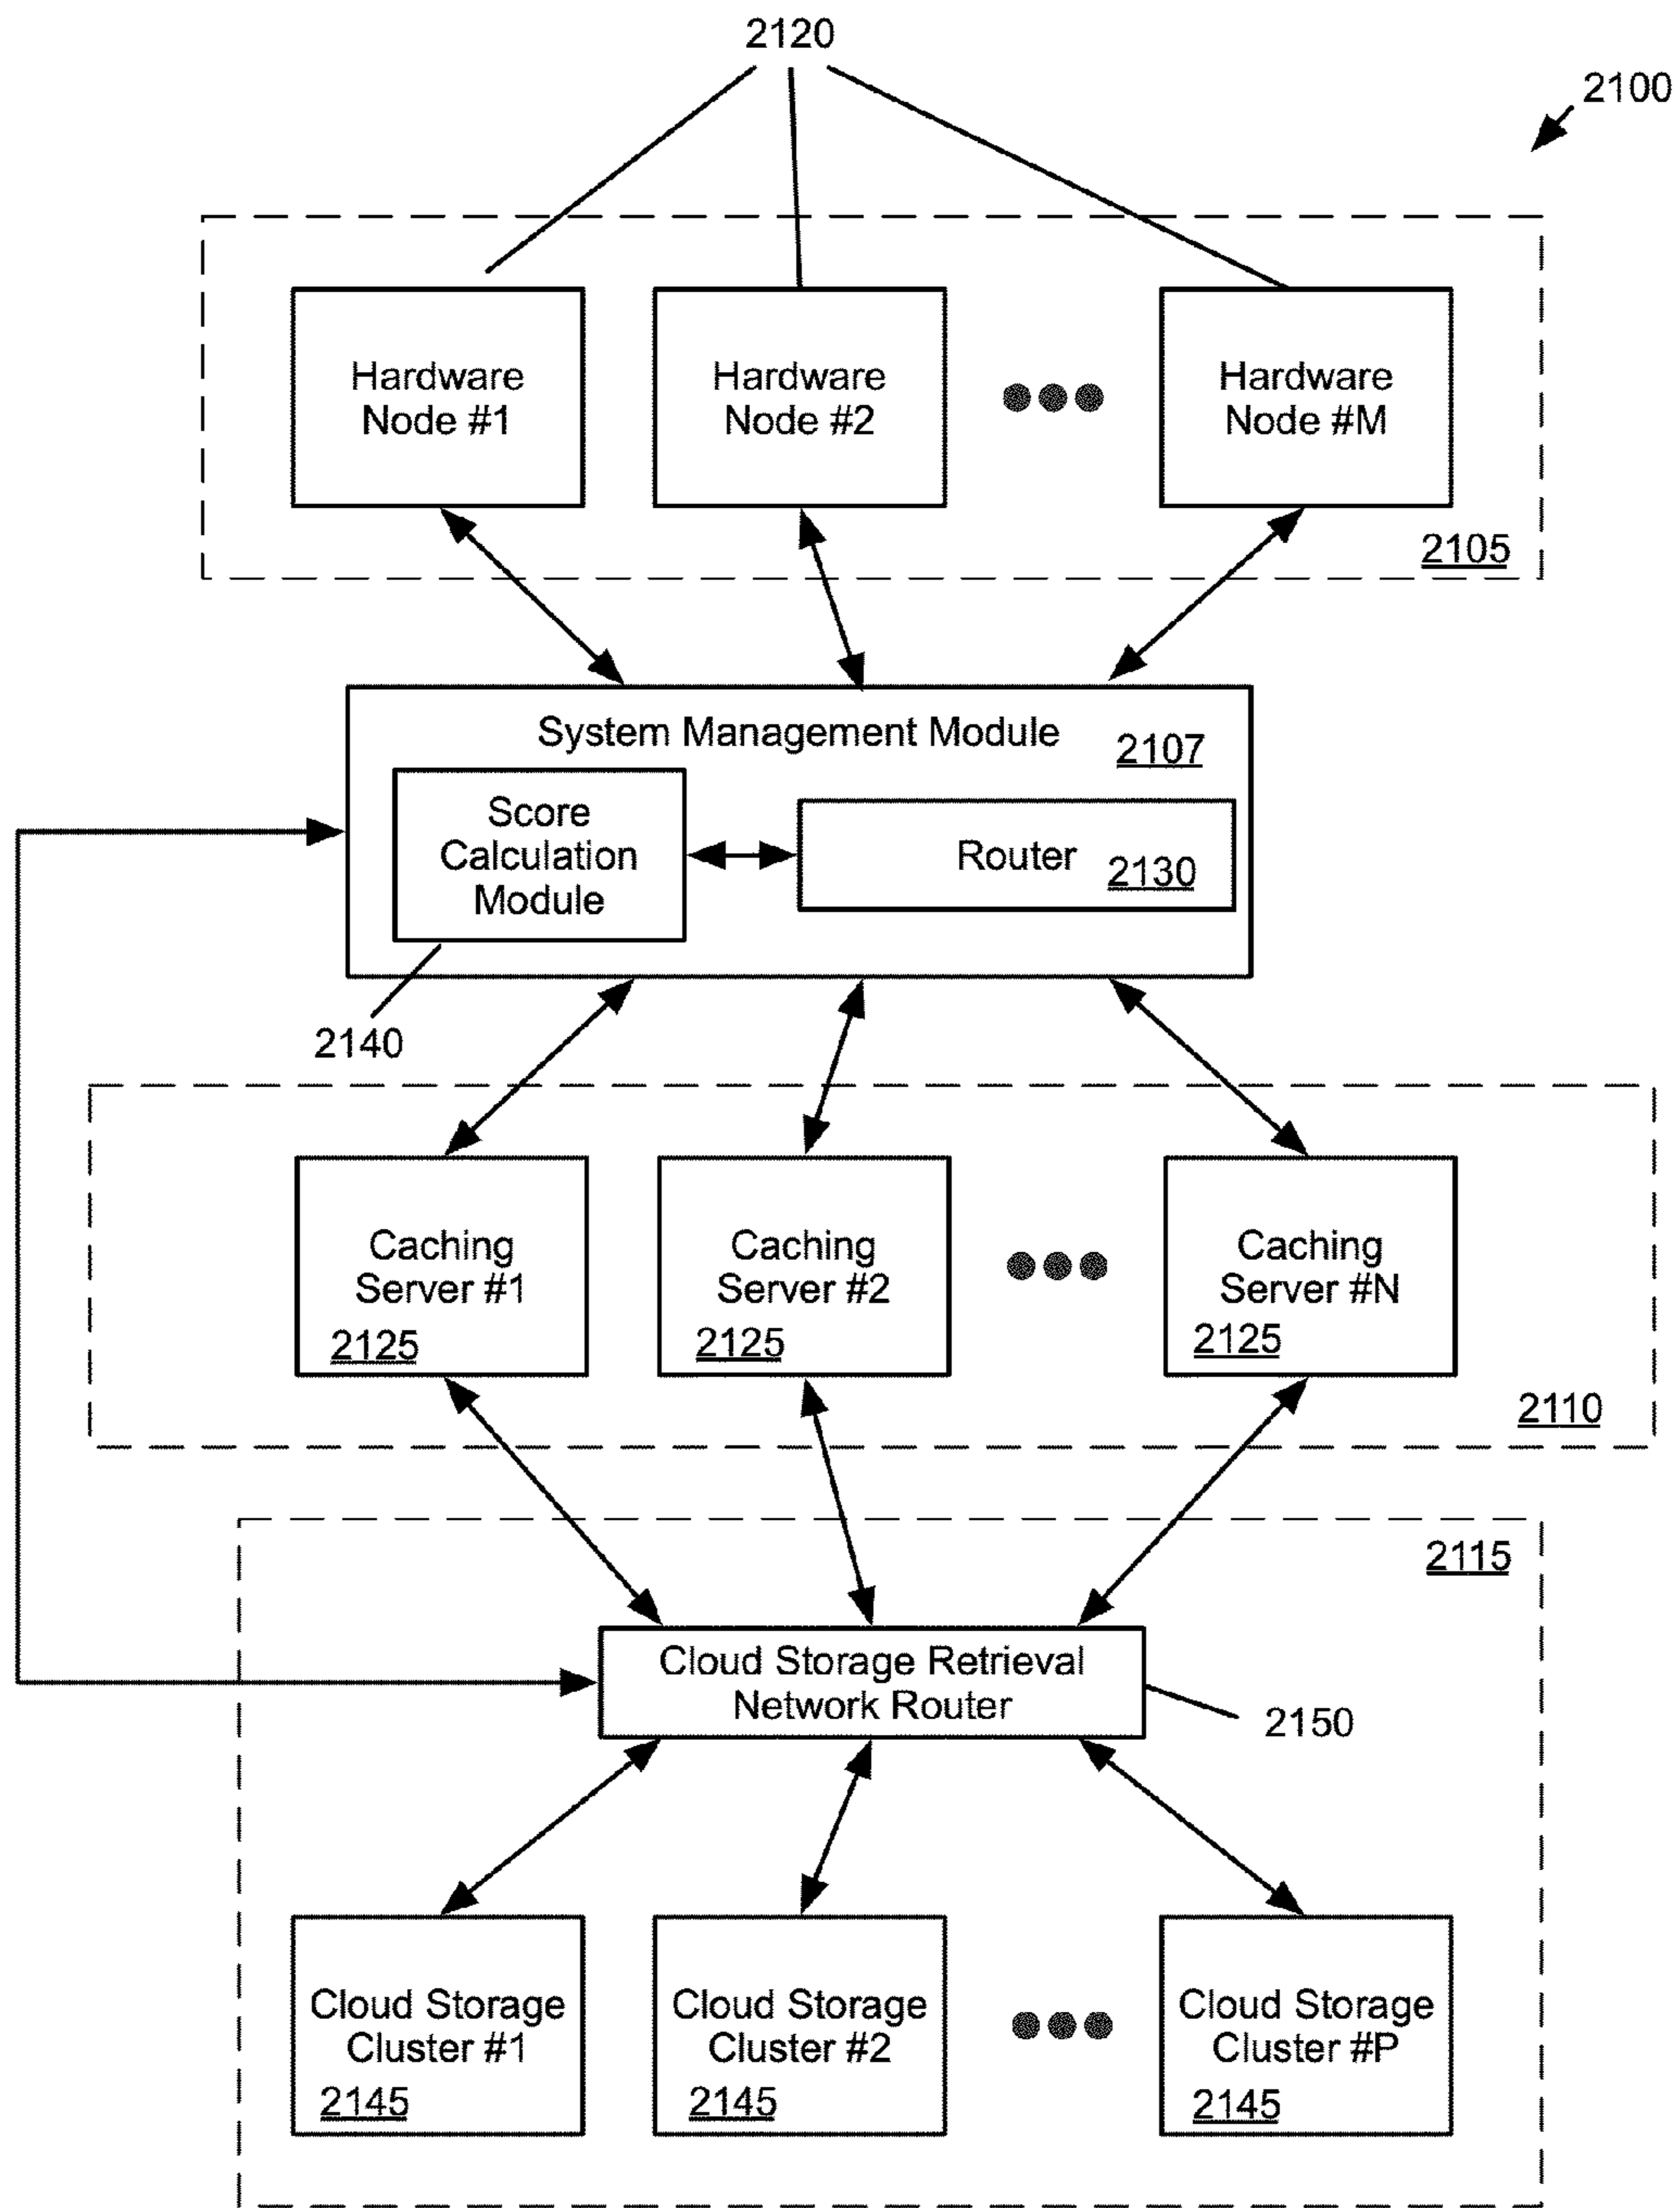 2120
2100
Hardware
Node #1
Hardware
Node #2
Hardware
Node #M
2105
System Management Module
2107
Score
Calculation
Module
Router
2130
2140
Caching
Server #1
2125
Caching
Server #2
2125
Caching
Server #N
2125
2110
2115
Cloud Storage Retrieval
Network Router
2150
Cloud Storage
Cluster #1
2145
Cloud Storage
Cluster #2
2145
Cloud Storage
Cluster #P
2145